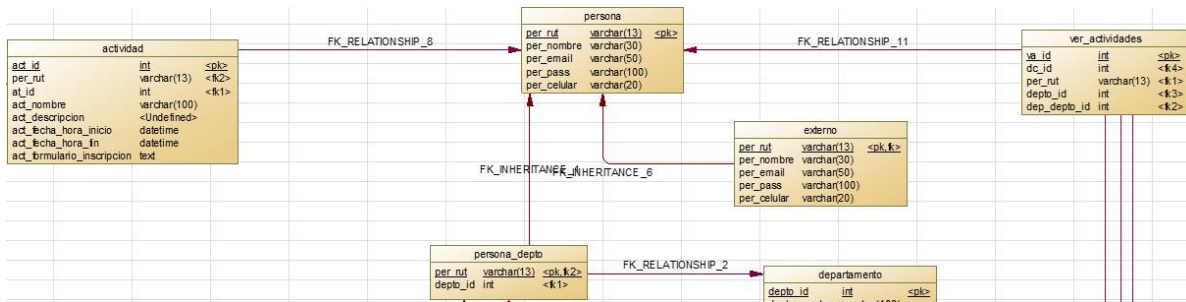 persona
per_rut varchar(13) <pk>
per_nombre varchar(30)
per_email varchar(50)
per_pass varchar(100)
per_celular varchar(20)
FK_RELATIONSHIP_8
FK_RELATIONSHIP_11
actividad
act_id int <pk>
per_rut varchar(13) <fk2>
at_id int <fk1>
act_nombre varchar(100)
act_descripcion <Undefined>
act_fecha_hora_inicio datetime
act_fecha_hora_fin datetime
act_formulario_inscripcion text
ver_actividades
va_id int <pk>
dc_id int <fk4>
per_rut varchar(13) <fk1>
depto_id int <fk3>
dep_depto_id int <fk2>
externo
per_rut varchar(13) <pk,fk>
per_nombre varchar(30)
per_email varchar(50)
per_pass varchar(100)
per_celular varchar(20)
FK_INHERITANCE
FK_INHERITANCE_6
persona_depto
per_rut varchar(13) <pk,fk2>
depto_id int <fk1>
FK_RELATIONSHIP_2
departamento
depto_id int <pk>